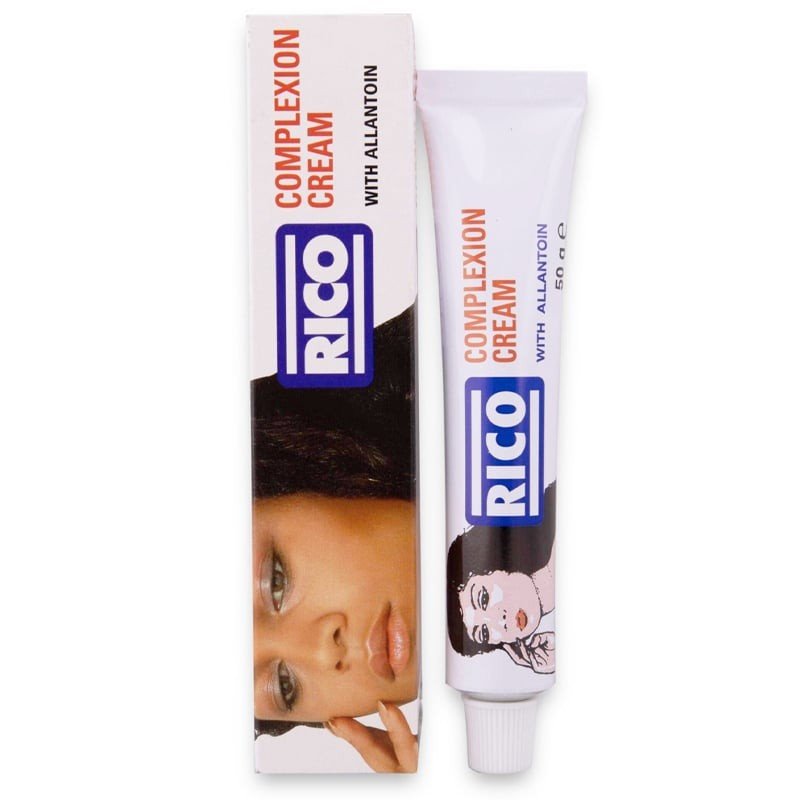 RICO
COMPLEXION
CREAM
WITH ALLANTOIN
RICO
COMPLEXION
CREAM
WITH ALLANTOIN
50 g e